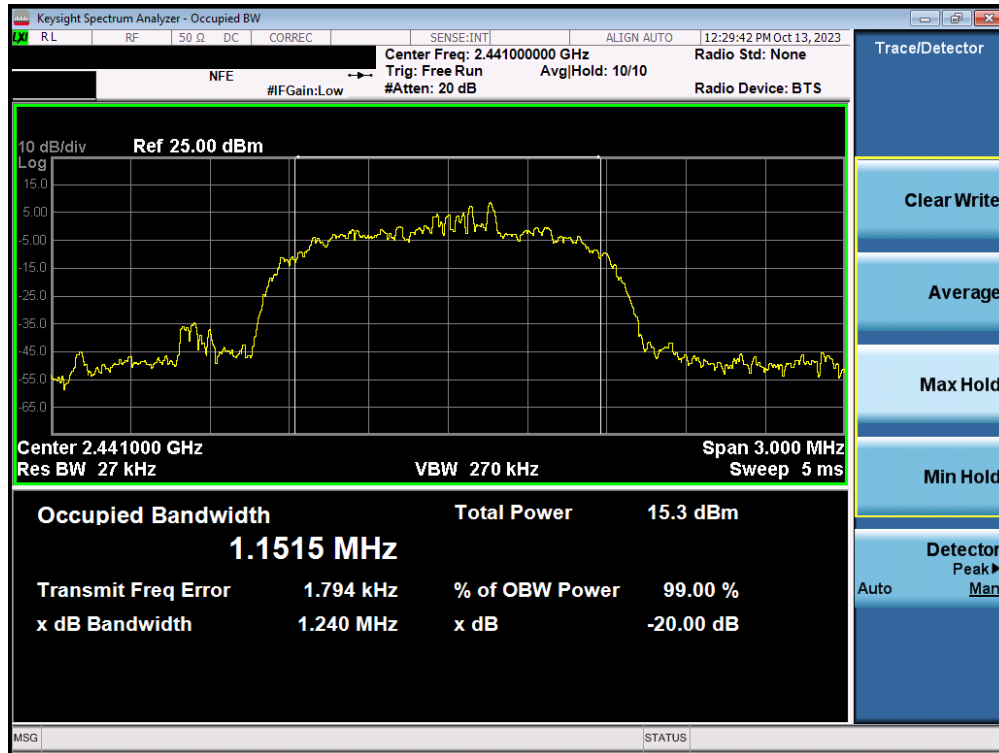 Keysight Spectrum Analyzer - Occupied BW
LXI RL RF 50 Ω DC CORREC SENSE:INT ALIGN AUTO 12:29:42 PM Oct 13, 2023
Center Freq: 2.441000000 GHz Radio Std: None
NFE Trig: Free Run Avg|Hold: 10/10
#IFGain:Low #Atten: 20 dB Radio Device: BTS
Trace/Detector
10 dB/div Ref 25.00 dBm
Log
15.0
5.00
-5.00
-15.0
-25.0
-35.0
-45.0
-55.0
-65.0
Center 2.441000 GHz Span 3.000 MHz
Res BW 27 kHz VBW 270 kHz Sweep 5 ms
Occupied Bandwidth Total Power 15.3 dBm
1.1515 MHz
Transmit Freq Error 1.794 kHz % of OBW Power 99.00 %
x dB Bandwidth 1.240 MHz x dB -20.00 dB
Clear Write
Average
Max Hold
Min Hold
Detector
Peak
Auto Man
MSG STATUS